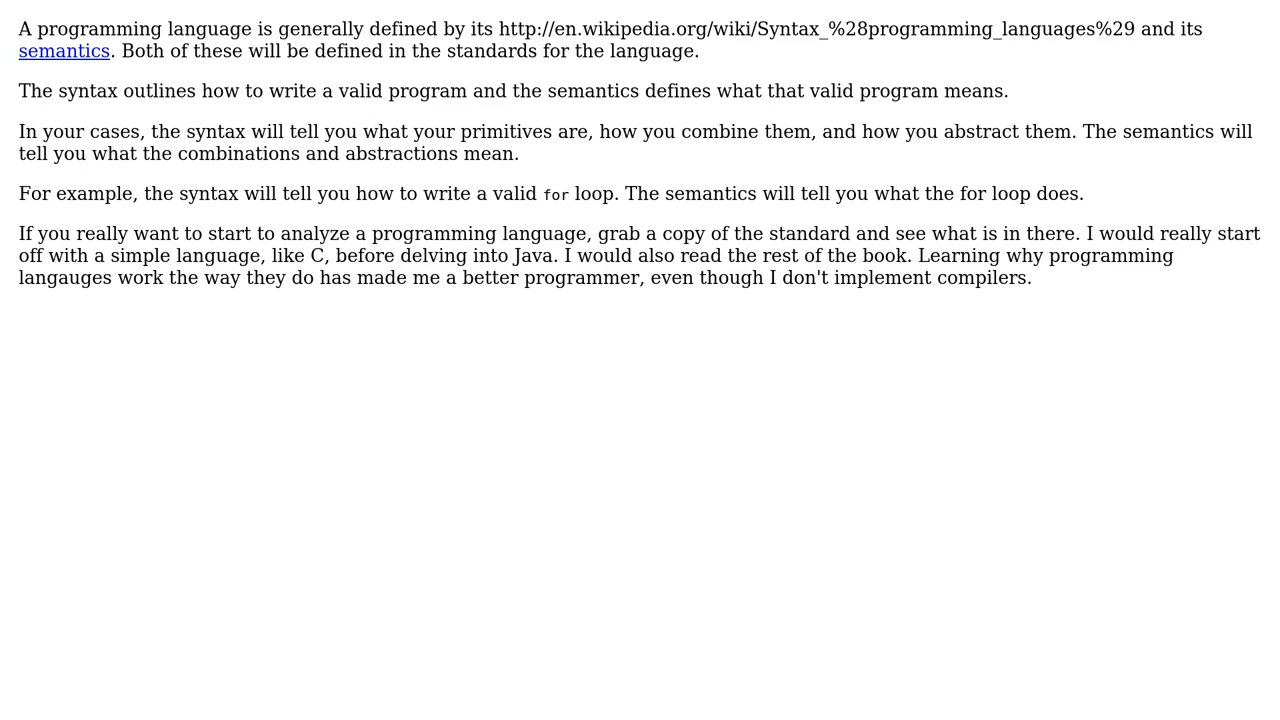 A programming language is generally defined by its http://en.wikipedia.org/wiki/Syntax_%28programming_languages%29 and its
semantics. Both of these will be defined in the standards for the language.
The syntax outlines how to write a valid program and the semantics defines what that valid program means.
In your cases, the syntax will tell you what your primitives are, how you combine them, and how you abstract them. The semantics will
tell you what the combinations and abstractions mean.
For example, the syntax will tell you how to write a valid for loop. The semantics will tell you what the for loop does.
If you really want to start to analyze a programming language, grab a copy of the standard and see what is in there. I would really start
off with a simple language, like C, before delving into Java. I would also read the rest of the book. Learning why programming
langauges work the way they do has made me a better programmer, even though I don't implement compilers.